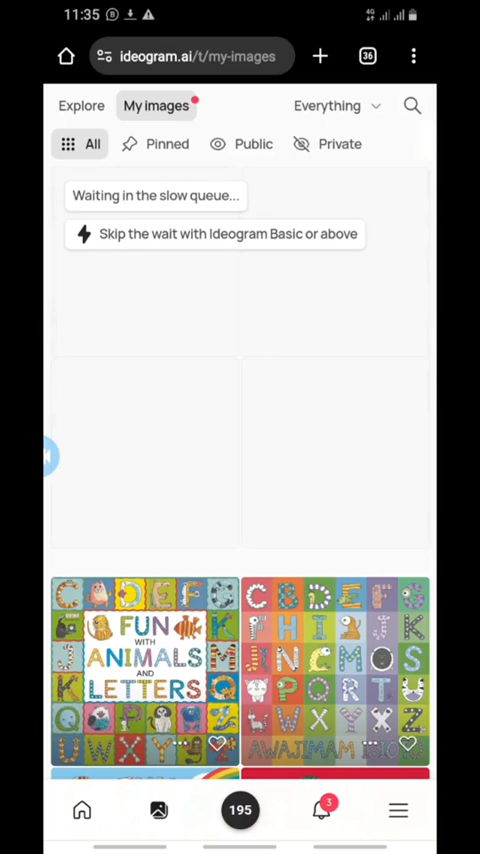 11:35
4G
ideogram.ai/t/my-images
36
Explore
My images
Everything
All
Pinned
Public
Private
Waiting in the slow queue...
Skip the wait with Ideogram Basic or above
C D E F G
FUN
WITH
ANIMALS
AND
LETTERS
K
J M
K Q
Q P Z
U W X Y
C B D E F G
F H I J K
J N C M O S
P Q R T U
W X Y X Z
195
3